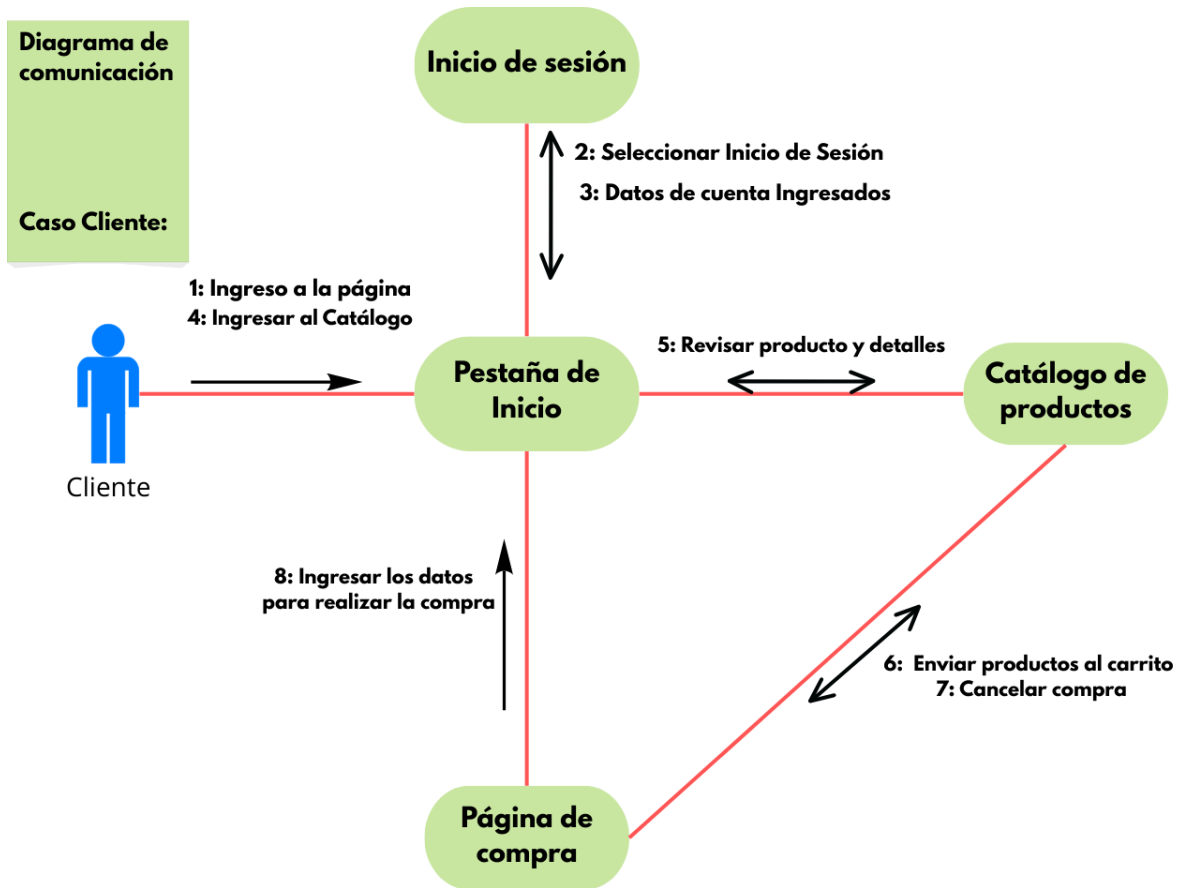 Diagrama de
comunicación
Caso Cliente:
Inicio de sesión
2: Seleccionar Inicio de Sesión
3: Datos de cuenta Ingresados
1: Ingreso a la página
4: Ingresar al Catálogo
Cliente
Pestaña de
Inicio
5: Revisar producto y detalles
Catálogo de
productos
8: Ingresar los datos
para realizar la compra
6: Enviar productos al carrito
7: Cancelar compra
Página de
compra